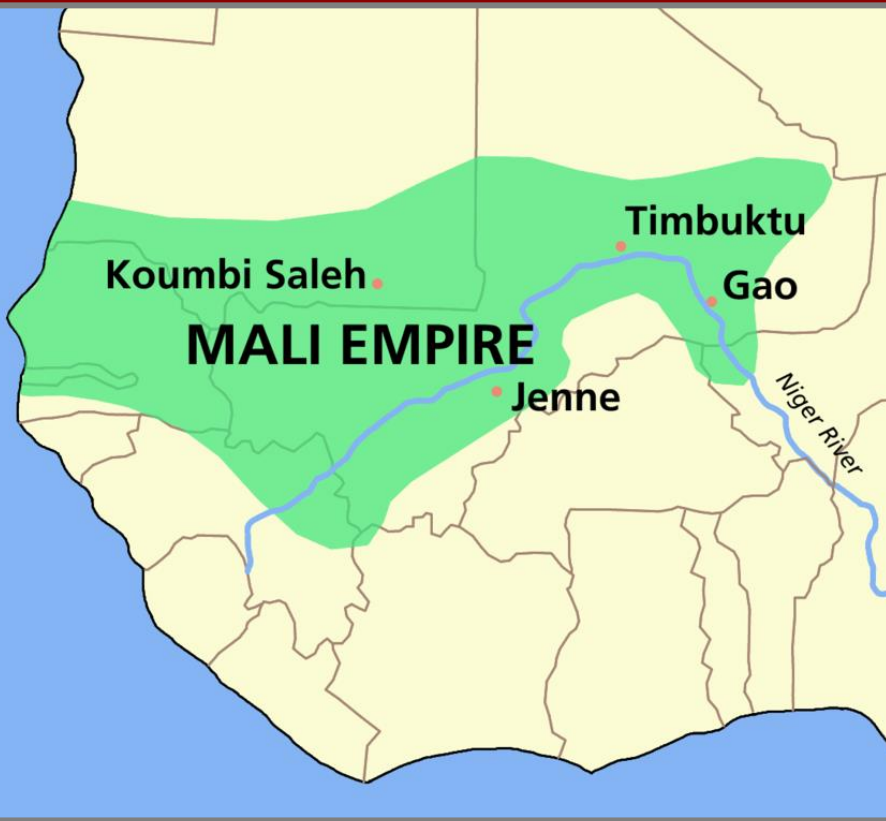 Timbuktu
Koumbi Saleh
Gao
MALI EMPIRE
Jenne
Niger River